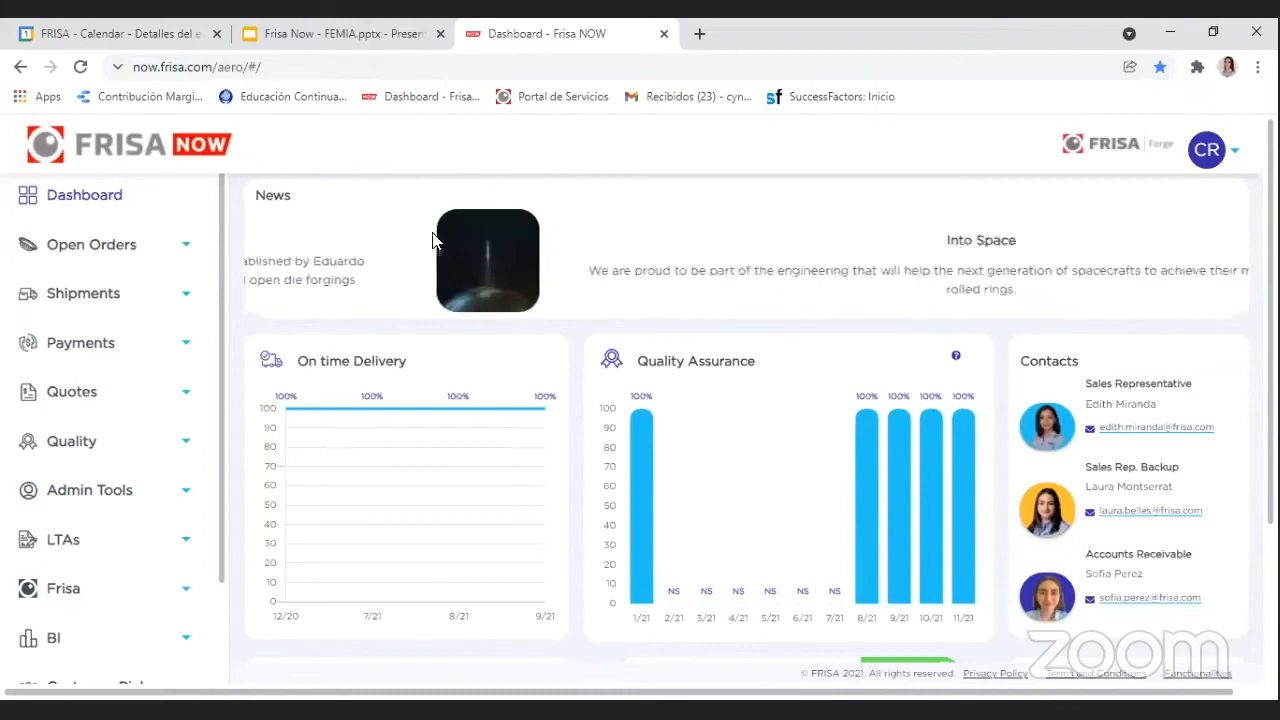 FRISA - Calendar - Detalles del e
Frisa Now - FEMIA.pptx - Presen
Dashboard - Frisa NOW
now.frisa.com/aero/#/
Apps
Contribución Margi...
Educación Continua...
Dashboard - Frisa...
Portal de Servicios
Recibidos (23) - cyn...
SuccessFactors: Inicio
FRISA NOW
FRISA Forge
CR
Dashboard
Open Orders
Shipments
Payments
Quotes
Quality
Admin Tools
LTAs
Frisa
BI
News
ablished by Eduardo
open die forgings
Into Space
We are proud to be part of the engineering that will help the next generation of spacecrafts to achieve their m
rolled rings.
On time Delivery
100% 100% 100% 100%
100
90
80
70
60
50
40
30
20
10
0
12/20 7/21 8/21 9/21
Quality Assurance
?
100% 100% 100% 100% 100%
100
90
80
70
60
50
40
30
20
10
0
NS NS NS NS NS NS
1/21 2/21 3/21 4/21 5/21 6/21 7/21 8/21 9/21 10/21 11/21
Contacts
Sales Representative
Edith Miranda
edith.miranda@frisa.com
Sales Rep. Backup
Laura Montserrat
laura.belles@frisa.com
Accounts Receivable
Sofia Perez
sofia.perez@frisa.com
© FRISA 2021. All rights reserved. Privacy Policy Terms and Conditions Functionalities
zoom